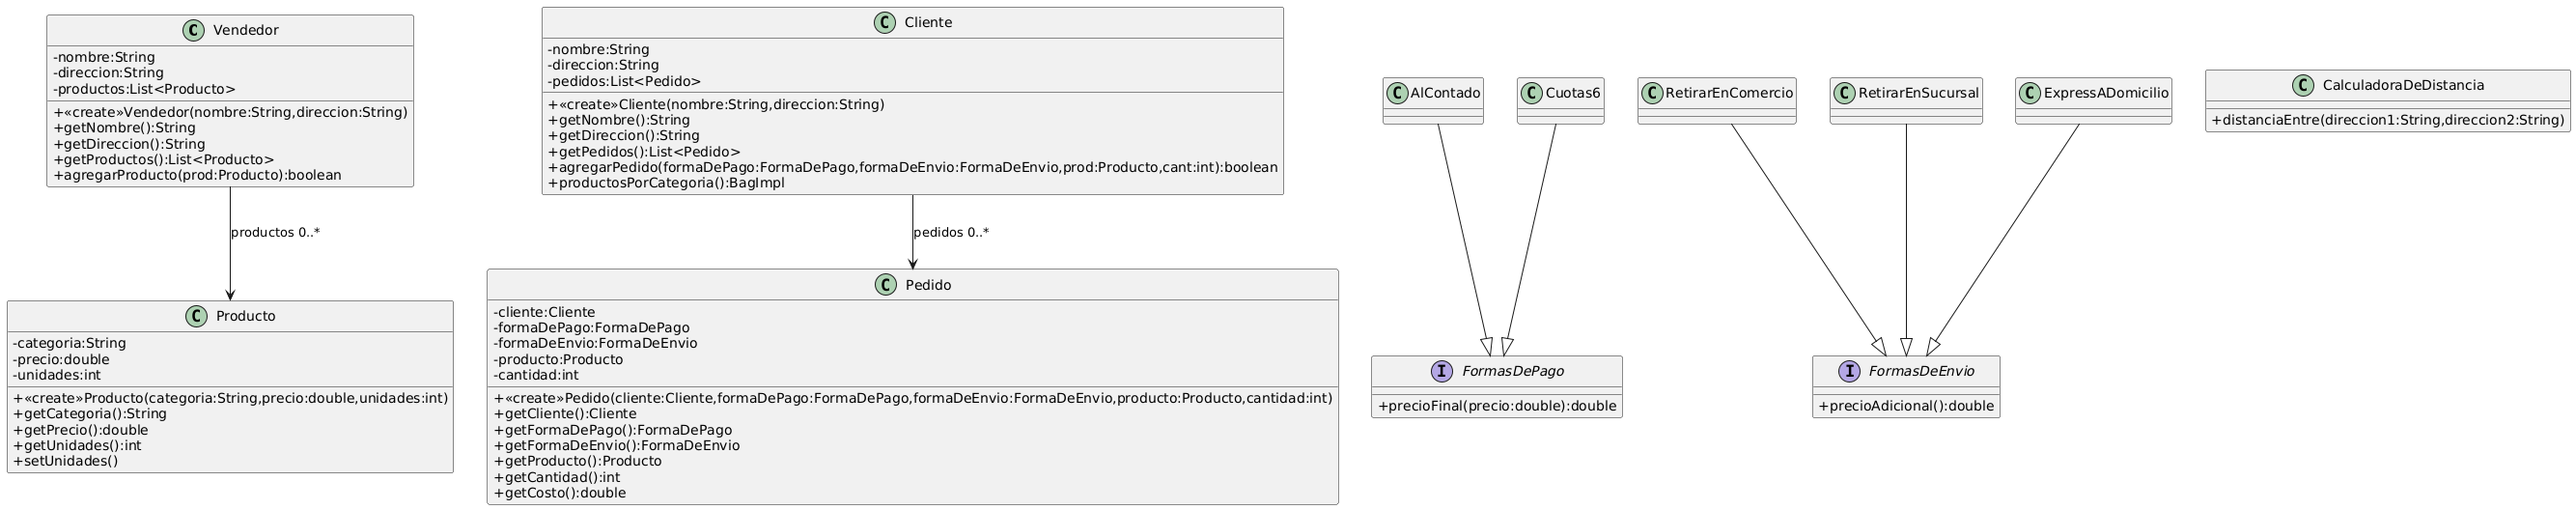 C Vendedor
-nombre:String
-direccion:String
-productos:List<Producto>
+«create»Vendedor(nombre:String,direccion:String)
+getNombre():String
+getDireccion():String
+getProductos():List<Producto>
+agregarProducto(prod:Producto):boolean
productos 0..*
C Producto
-categoria:String
-precio:double
-unidades:int
+«create»Producto(categoria:String,precio:double,unidades:int)
+getCategoria():String
+getPrecio():double
+getUnidades():int
+setUnidades()
C Cliente
-nombre:String
-direccion:String
-pedidos:List<Pedido>
+«create»Cliente(nombre:String,direccion:String)
+getNombre():String
+getDireccion():String
+getPedidos():List<Pedido>
+agregarPedido(formaDePago:FormaDePago,formaDeEnvio:FormaDeEnvio,prod:Producto,cant:int):boolean
+productosPorCategoria():BagImpl
pedidos 0..*
C Pedido
-cliente:Cliente
-formaDePago:FormaDePago
-formaDeEnvio:FormaDeEnvio
-producto:Producto
-cantidad:int
+«create»Pedido(cliente:Cliente,formaDePago:FormaDePago,formaDeEnvio:FormaDeEnvio,producto:Producto,cantidad:int)
+getCliente():Cliente
+getFormaDePago():FormaDePago
+getFormaDeEnvio():FormaDeEnvio
+getProducto():Producto
+getCantidad():int
+getCosto():double
C AlContado
C Cuotas6
I FormasDePago
+precioFinal(precio:double):double
C RetirarEnComercio
C RetirarEnSucursal
C ExpressADomicilio
I FormasDeEnvio
+precioAdicional():double
C CalculadoraDeDistancia
+distanciaEntre(direccion1:String,direccion2:String)